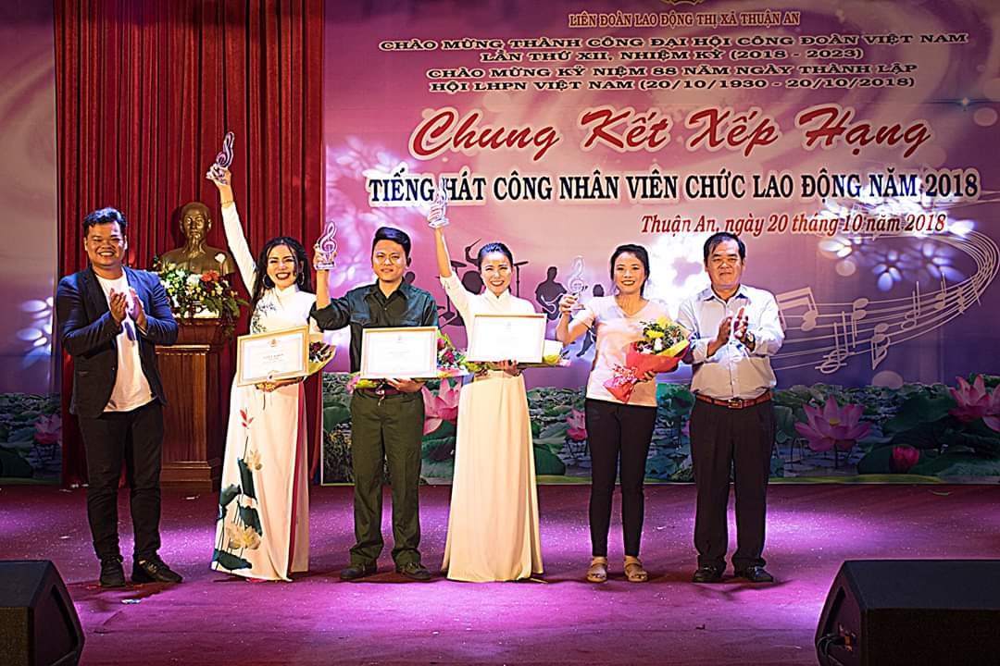 LIÊN ĐOÀN LAO ĐỘNG THỊ XÃ THUẬN AN
CHÀO MỪNG THÀNH CÔNG ĐẠI HỘI CÔNG ĐOÀN VIỆT NAM
LẦN THỨ XII, NHIỆM KỲ (2018 - 2023)
CHÀO MỪNG KỶ NIỆM 88 NĂM NGÀY THÀNH LẬP
HỘI LHPN VIỆT NAM (20/10/1930 - 20/10/2018)
Chung Kết Xếp Hạng
TIẾNG HÁT CÔNG NHÂN VIÊN CHỨC LAO ĐỘNG NĂM 2018
Thuận An, ngày 20 tháng 10 năm 2018